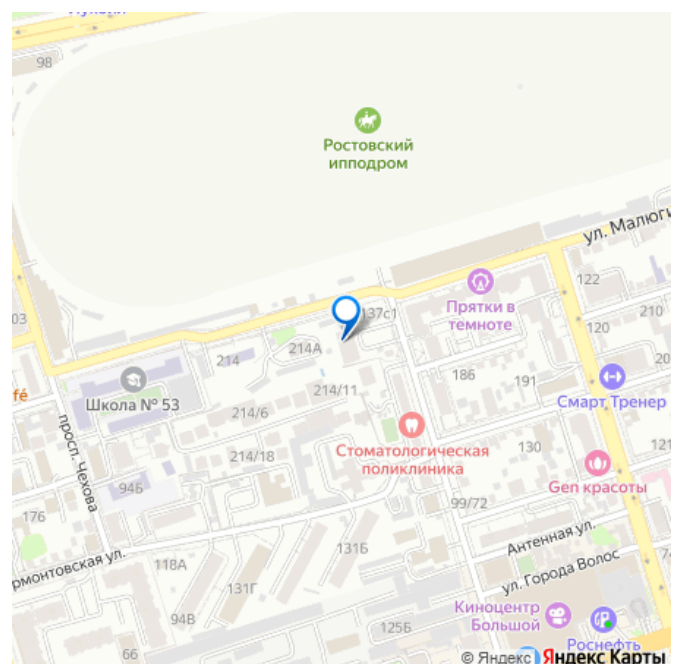 98
Ростовский
ипподром
ул. Малюги
122
Прятки в
темноте
210
137с1
03
120
214А
214
Школа № 53
214/11
186
191
Смарт Тренер
fé
214/6
Стоматологическая
поликлиника
130
121
просп. Чехова
214/18
Gen красоты
94Б
99/72
176
Антенная ул.
131Б
рмонтовская ул.
118А
ул. Города Волос
131Г
Киноцентр
Большой
94В
125Б
Роснефть
66
© Яндекс Яндекс Карты